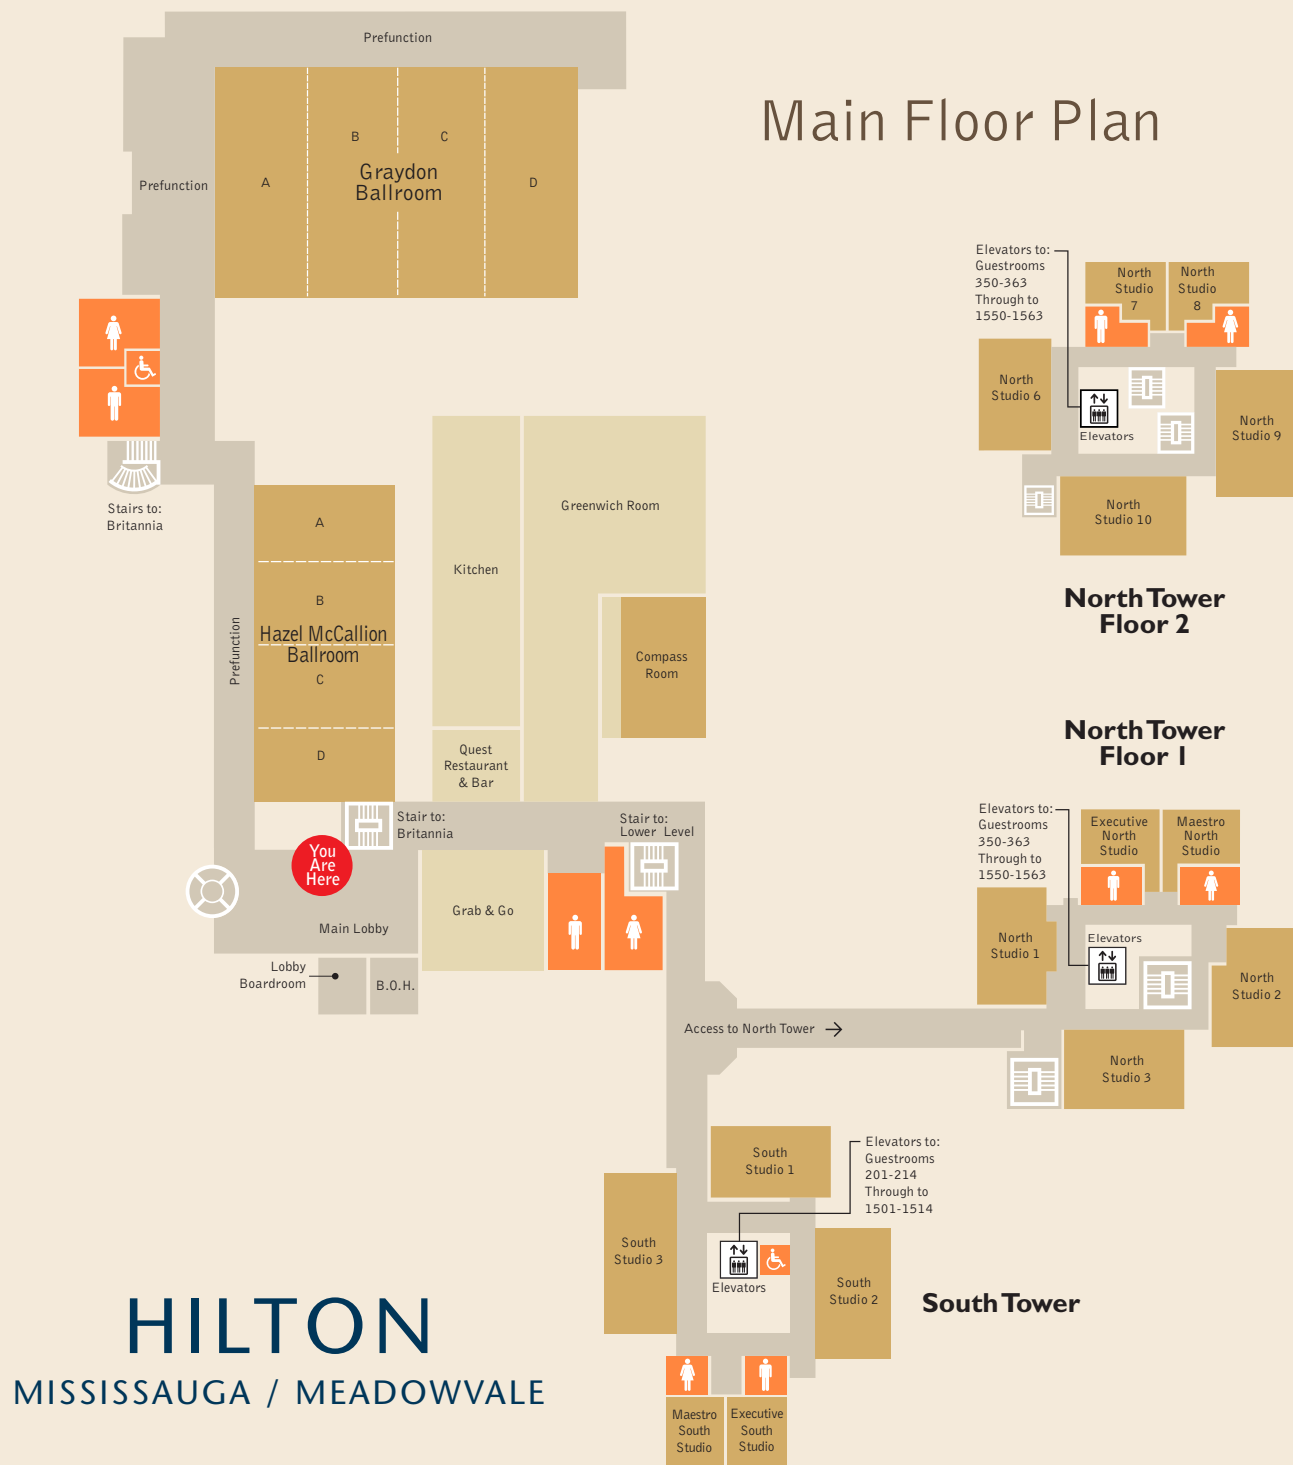 Prefunction
Main Floor Plan
B
C
Graydon
Ballroom
A
D
Prefunction
Stairs to:
Britannia
A
B
Hazel McCallion
Ballroom
C
D
Prefunction
Kitchen
Greenwich Room
Compass
Room
Quest
Restaurant
& Bar
Stair to:
Britannia
Stair to:
Lower Level
You
Are
Here
Grab & Go
Main Lobby
Lobby
Boardroom
B.O.H.
Access to North Tower
Elevators to:
Guestrooms
350-363
Through to
1550-1563
North
Studio
7
North
Studio
8
North
Studio 6
Elevators
North
Studio 9
North
Studio 10
North Tower
Floor 2
North Tower
Floor 1
Elevators to:
Guestrooms
350-363
Through to
1550-1563
Executive
North
Studio
Maestro
North
Studio
North
Studio 1
Elevators
North
Studio 2
North
Studio 3
South
Studio 1
Elevators to:
Guestrooms
201-214
Through to
1501-1514
South
Studio 3
Elevators
South
Studio 2
South Tower
Maestro
South
Studio
Executive
South
Studio
HILTON
MISSISSAUGA / MEADOWVALE